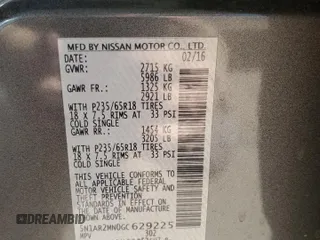 MFD BY NISSAN MOTOR CO., LTD.
DATE: 02/16
GVWR: 2715 KG
5986 LB
GAWR FR.: 1325 KG
2921 LB
W/ P235/65R18 TIRES
18 X 7.5 RIMS AT 33 PSI
COLD SINGLE
GAWR RR.: 1454 KG
3205 LB
W/ P235/65R18 TIRES
18 X 7.5 RIMS AT 33 PSI
COLD SINGLE
THIS VEHICLE CONFORMS TO ALL
APPLICABLE FEDERAL
MOTOR VEHICLE SAFETY AND THEFT
STANDARDS IN EFFECT ON THE
DATE OF MANUFACTURE
SHOWN ABOVE.
5N1AR2MN0GC629225
MPV 302
DREAMBID